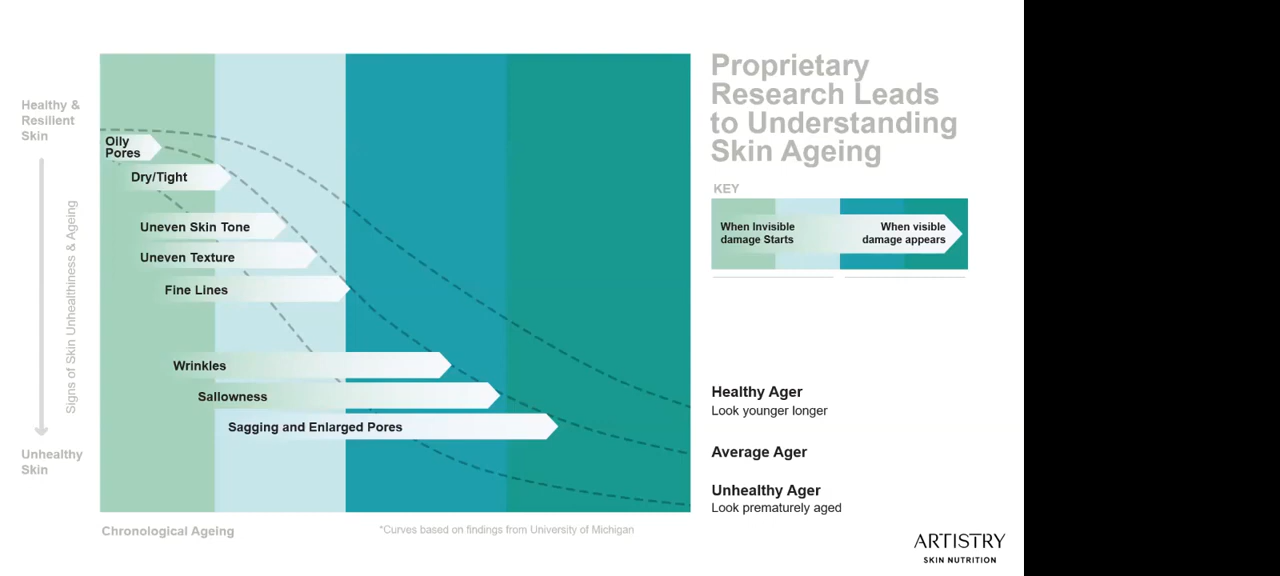 Proprietary
Research Leads
to Understanding
Skin Ageing
Healthy &
Resilient
Skin
Signs of Skin Unhealthiness & Ageing
Unhealthy
Skin
Oily
Pores
Dry/Tight
Uneven Skin Tone
Uneven Texture
Fine Lines
Wrinkles
Sallowness
Sagging and Enlarged Pores
Chronological Ageing
*Curves based on findings from University of Michigan
KEY
When Invisible
damage Starts
When visible
damage appears
Healthy Ager
Look younger longer
Average Ager
Unhealthy Ager
Look prematurely aged
ARTISTRY
SKIN NUTRITION